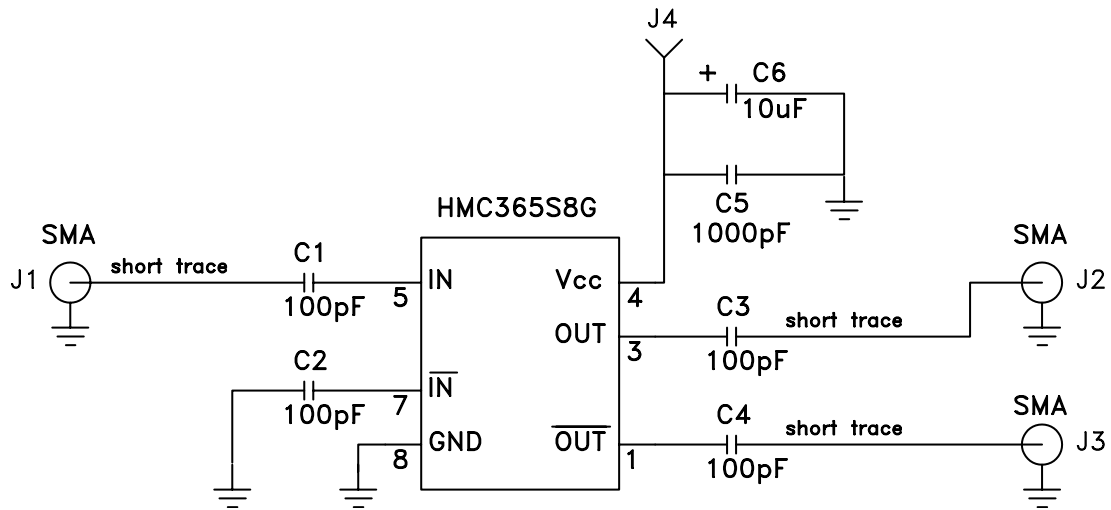 J4
+ C6
10uF
C5
1000pF
HMC365S8G
SMA
J1
short trace
C1
100pF
5
IN
Vcc
4
OUT
3
C3
100pF
short trace
SMA
J2
C2
100pF
7
IN
GND
8
OUT
1
C4
100pF
short trace
SMA
J3